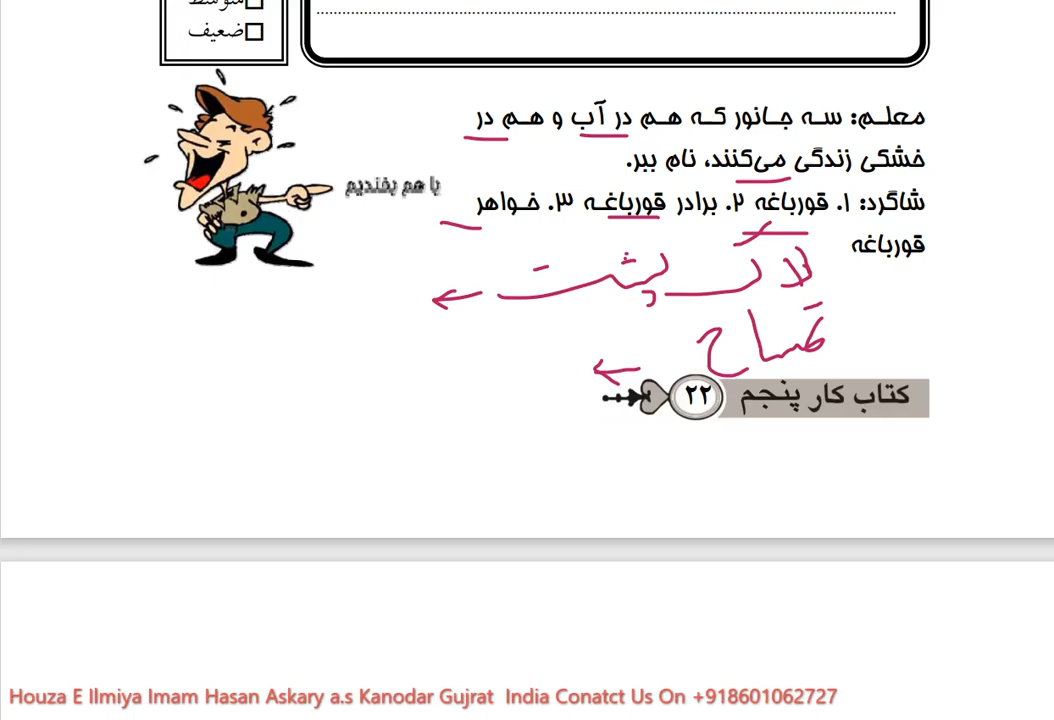 متوسط
ضعیف
معلم: سه جانور که هم در آب و هم در
خشکی زندگی می‌کنند، نام ببر.
با هم بخندیم
شاگرد: ۱. قورباغه ۲. برادر قورباغه ۳. خواهر
قورباغه
لاک پشت
تمساح
کتاب کار پنجم ۲۲
Houza E Ilmiya Imam Hasan Askary a.s Kanodar Gujrat India Conatct Us On +918601062727